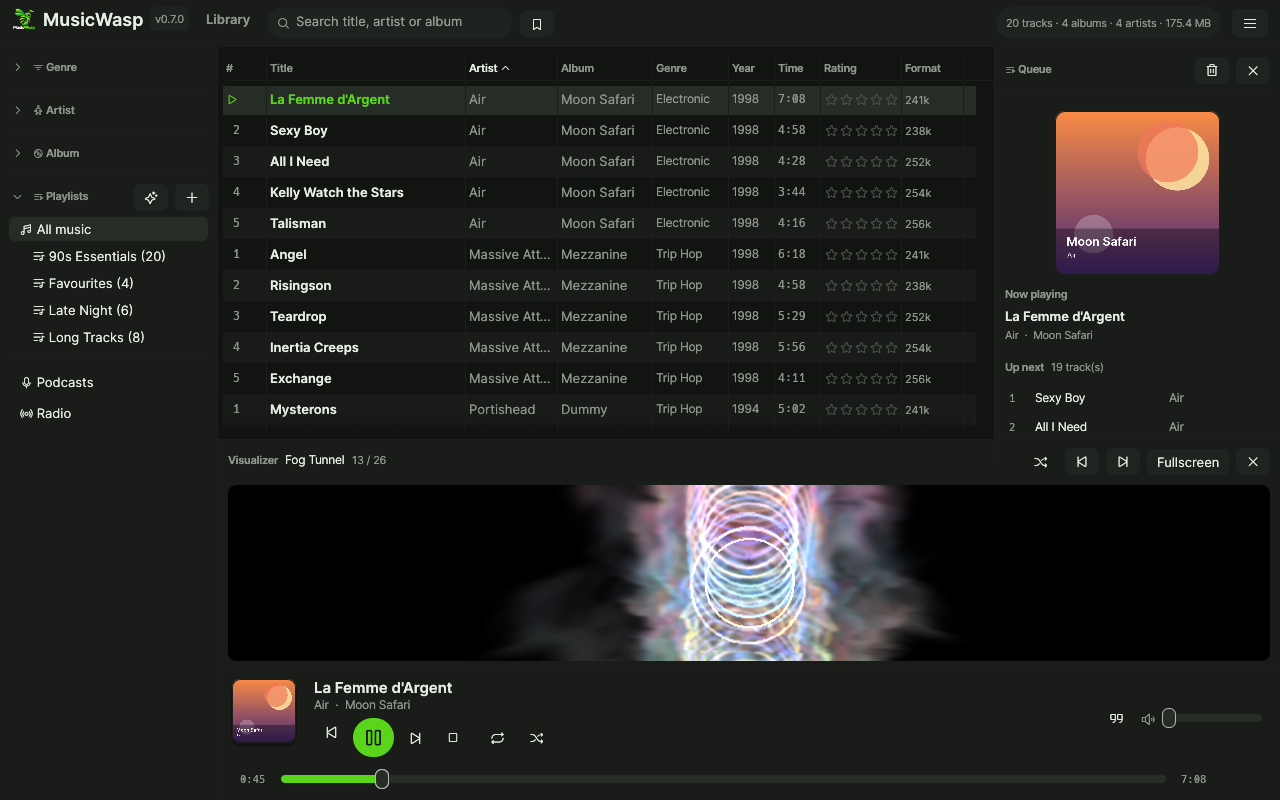 MusicWasp v0.7.0 Library Search title, artist or album 20 tracks · 4 albums · 4 artists · 175.4 MB
Genre
Artist
Album
Playlists
All music
90s Essentials (20)
Favourites (4)
Late Night (6)
Long Tracks (8)
Podcasts
Radio
# Title Artist Album Genre Year Time Rating Format
La Femme d'Argent Air Moon Safari Electronic 1998 7:08 241k
2 Sexy Boy Air Moon Safari Electronic 1998 4:58 238k
3 All I Need Air Moon Safari Electronic 1998 4:28 252k
4 Kelly Watch the Stars Air Moon Safari Electronic 1998 3:44 254k
5 Talisman Air Moon Safari Electronic 1998 4:16 256k
1 Angel Massive Att... Mezzanine Trip Hop 1998 6:18 241k
2 Risingson Massive Att... Mezzanine Trip Hop 1998 4:58 238k
3 Teardrop Massive Att... Mezzanine Trip Hop 1998 5:29 252k
4 Inertia Creeps Massive Att... Mezzanine Trip Hop 1998 5:56 254k
5 Exchange Massive Att... Mezzanine Trip Hop 1998 4:11 256k
1 Mysterons Portishead Dummy Trip Hop 1994 5:02 241k
Queue
Moon Safari
Air
Now playing
La Femme d'Argent
Air · Moon Safari
Up next 19 track(s)
1 Sexy Boy Air
2 All I Need Air
Visualizer Fog Tunnel 13 / 26 Fullscreen
Moon Safari
La Femme d'Argent
Air · Moon Safari
0:45 7:08